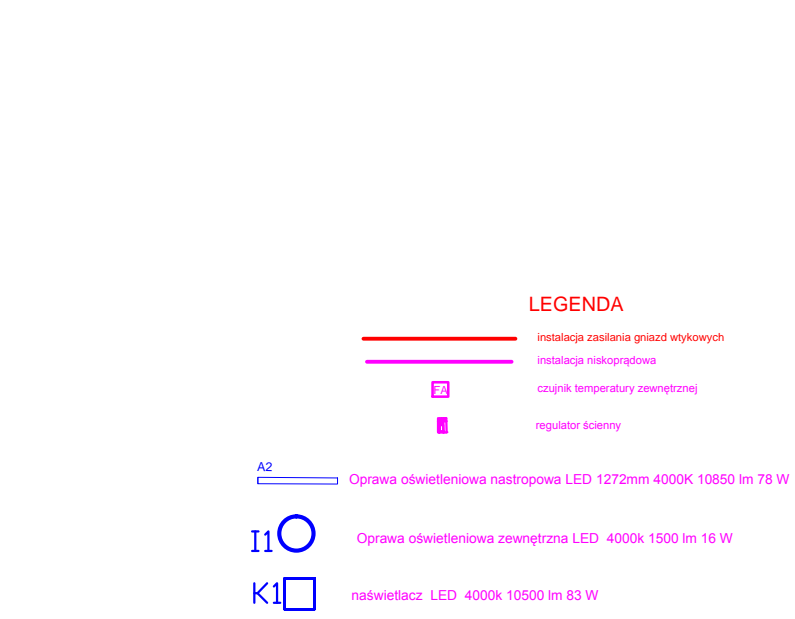 LEGENDA
instalacja zasilania gniazd wtykowych
instalacja niskoprądowa
FA czujnik temperatury zewnętrznej
regulator ścienny
A2
Oprawa oświetleniowa nastropowa LED 1272mm 4000K 10850 lm 78 W
I1 Oprawa oświetleniowa zewnętrzna LED 4000k 1500 lm 16 W
K1 naświetlacz LED 4000k 10500 lm 83 W